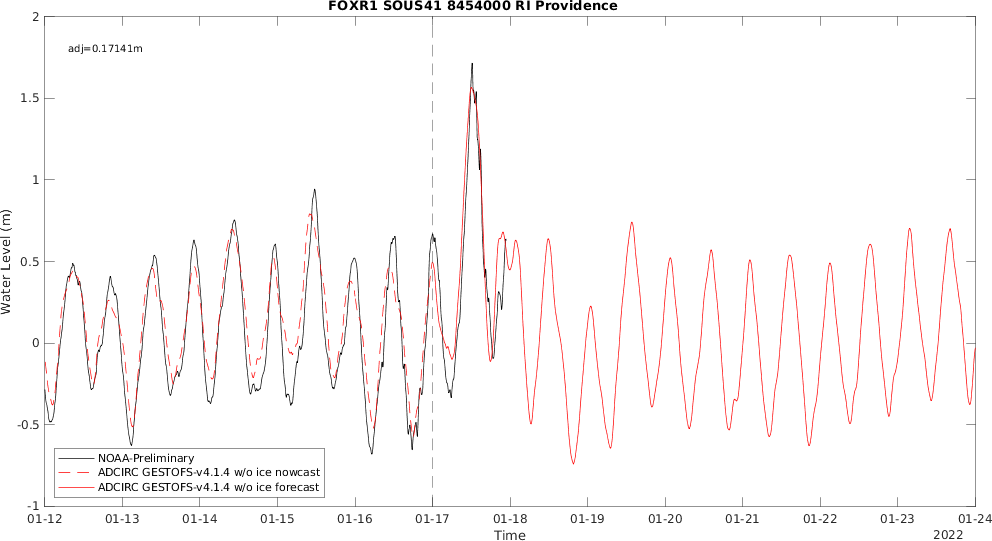 FOXR1 SOUS41 8454000 RI Providence
adj=0.17141m
Water Level (m)
2
1.5
1
0.5
0
-0.5
-1
NOAA-Preliminary
ADCIRC GESTOFS-v4.1.4 w/o ice nowcast
ADCIRC GESTOFS-v4.1.4 w/o ice forecast
01-12 01-13 01-14 01-15 01-16 01-17 01-18 01-19 01-20 01-21 01-22 01-23 01-24
Time
2022